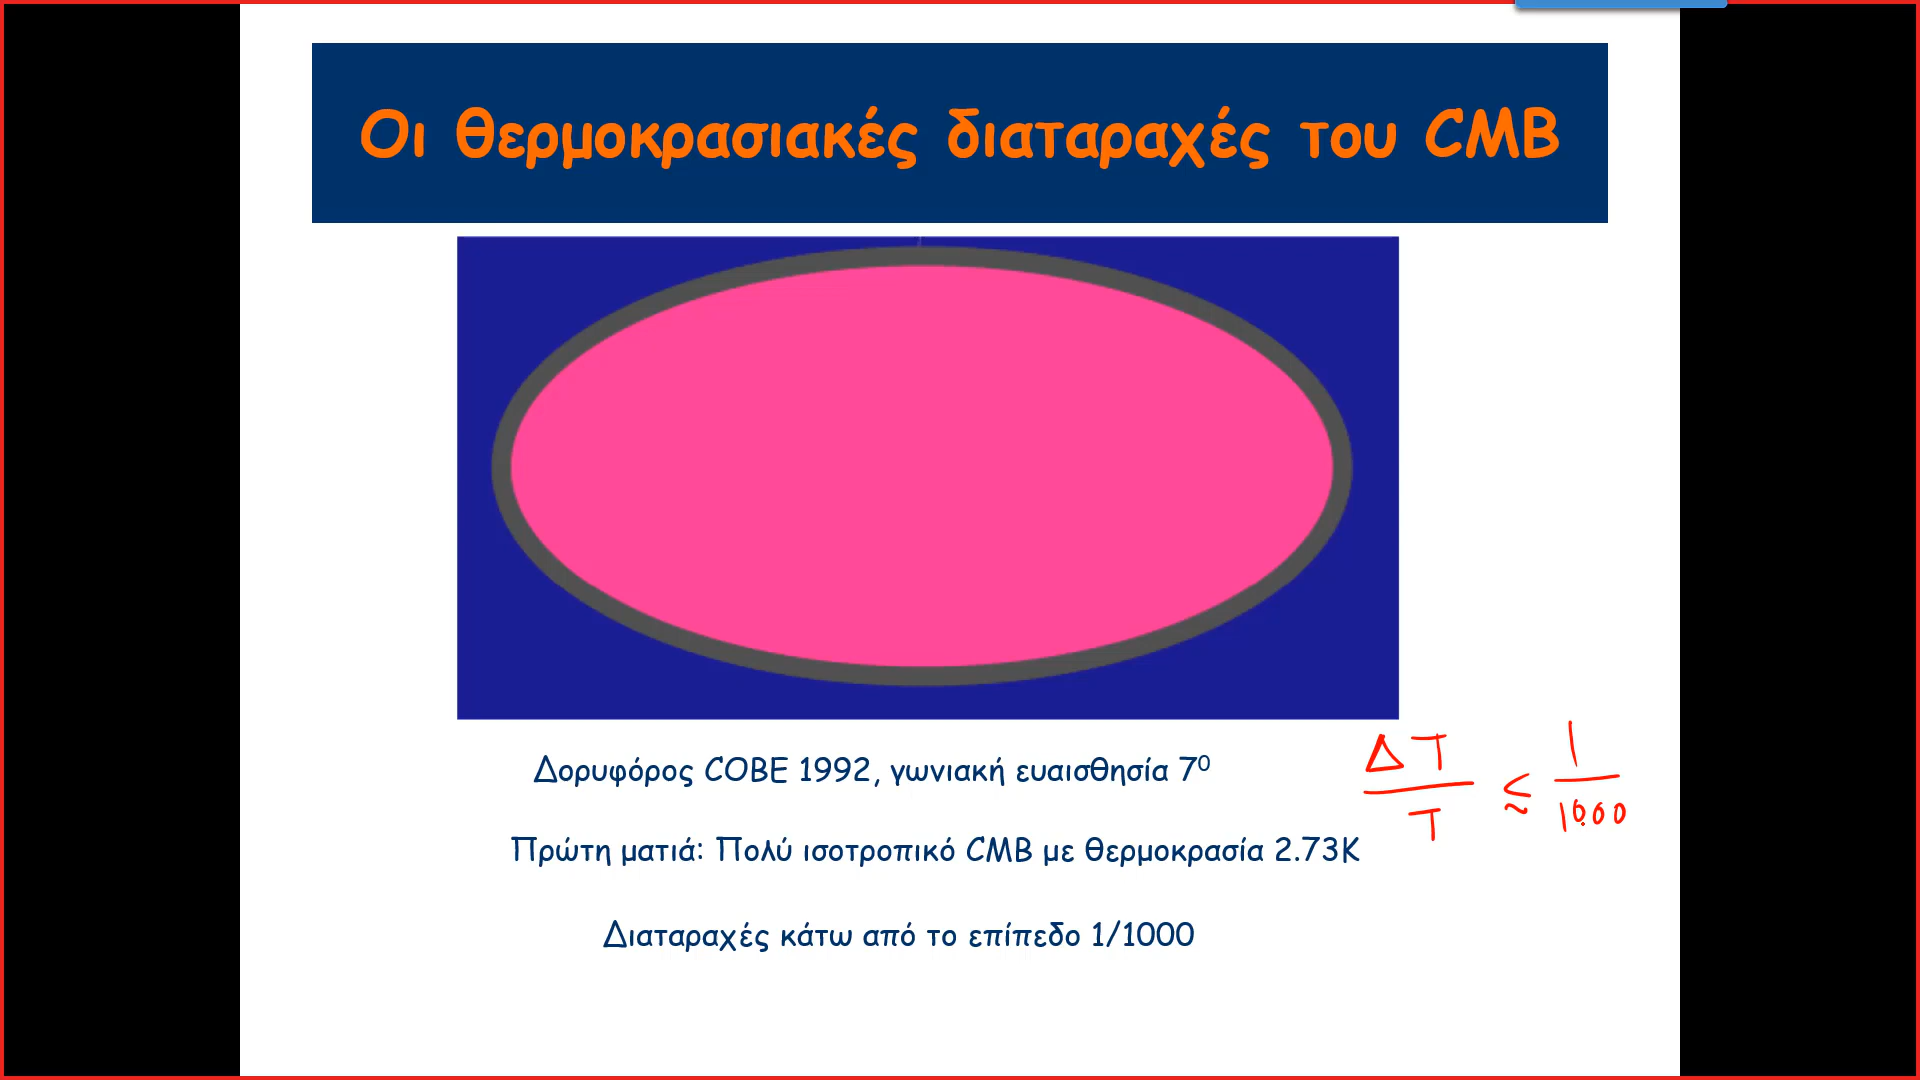 Οι θερμοκρασιακές διαταραχές του CMB
Δορυφόρος COBE 1992, γωνιακή ευαισθησία 7⁰
ΔT/T ≲ 1/1000
Πρώτη ματιά: Πολύ ισοτροπικό CMB με θερμοκρασία 2.73K
Διαταραχές κάτω από το επίπεδο 1/1000